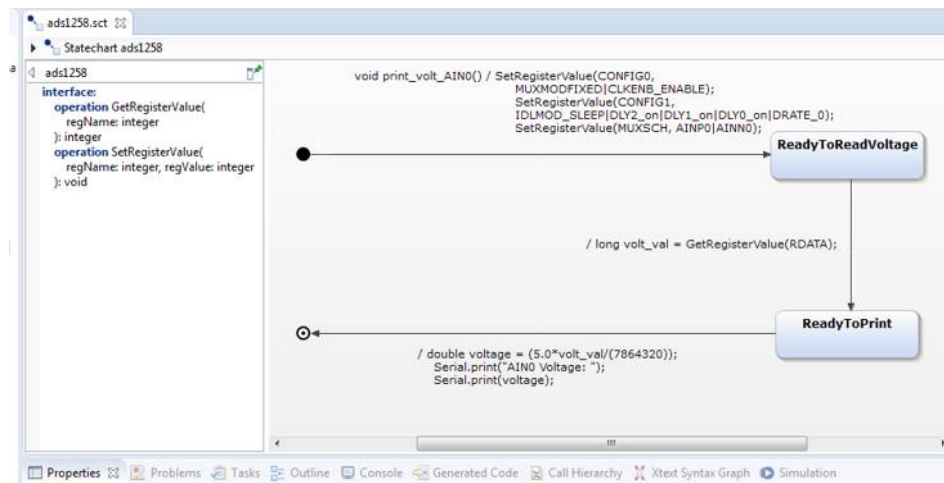 ads1258.sct
Statechart ads1258
a
ads1258
interface:
operation GetRegisterValue(
regName: integer
): integer
operation SetRegisterValue(
regName: integer, regValue: integer
): void
void print_volt_AIN0() / SetRegisterValue(CONFIG0,
MUXMODFIXED|CLKENB_ENABLE);
SetRegisterValue(CONFIG1,
IDLMOD_SLEEP|DLY2_on|DLY1_on|DLY0_on|DRATE_0);
SetRegisterValue(MUXSCH, AINP0|AINN0);
ReadyToReadVoltage
/ long volt_val = GetRegisterValue(RDATA);
ReadyToPrint
/ double voltage = (5.0*volt_val/(7864320));
Serial.print("AIN0 Voltage: ");
Serial.print(voltage);
Properties Problems Tasks Outline Console Generated Code Call Hierarchy Xtext Syntax Graph Simulation